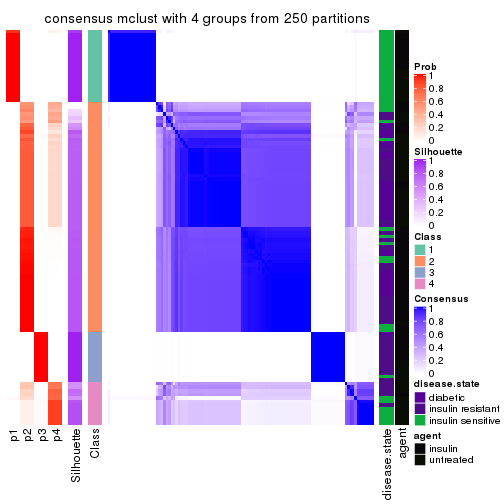 consensus mclust with 4 groups from 250 partitions
Prob
1
0.8
0.6
0.4
0.2
0
Silhouette
1
0.8
0.6
0.4
0.2
0
Class
1
2
3
4
Consensus
1
0.8
0.6
0.4
0.2
0
disease.state
diabetic
insulin resistant
insulin sensitive
agent
insulin
untreated
p1
p2
p3
p4
Silhouette
Class
disease.state
agent